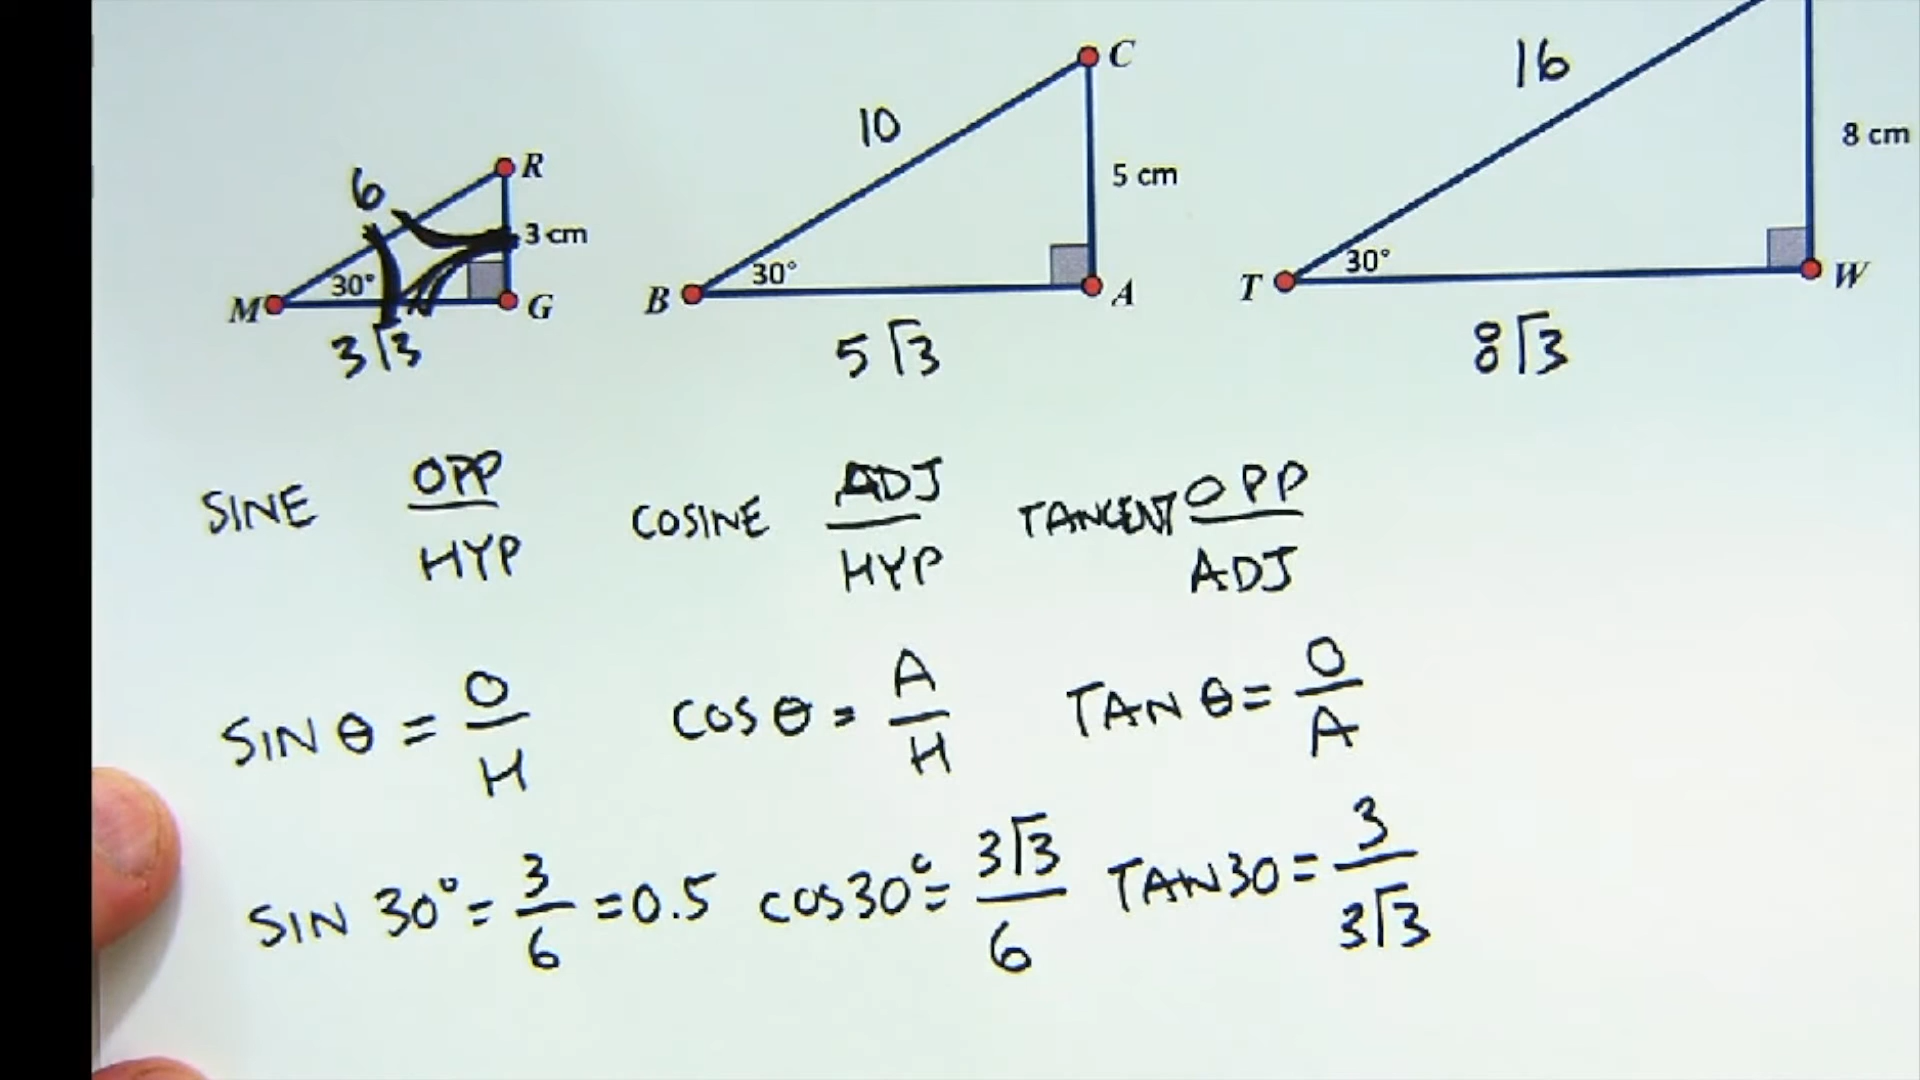 16
C
10
8 cm
R
6
5 cm
3 cm
30°
30°
30°
M
G
B
A
T
W
3√3
5√3
8√3
SINE OPP/HYP COSINE ADJ/HYP TANGENT OPP/ADJ
SIN θ = O/H COS θ = A/H TAN θ = O/A
SIN 30° = 3/6 = 0.5 COS 30° = 3√3/6 TAN 30 = 3/3√3